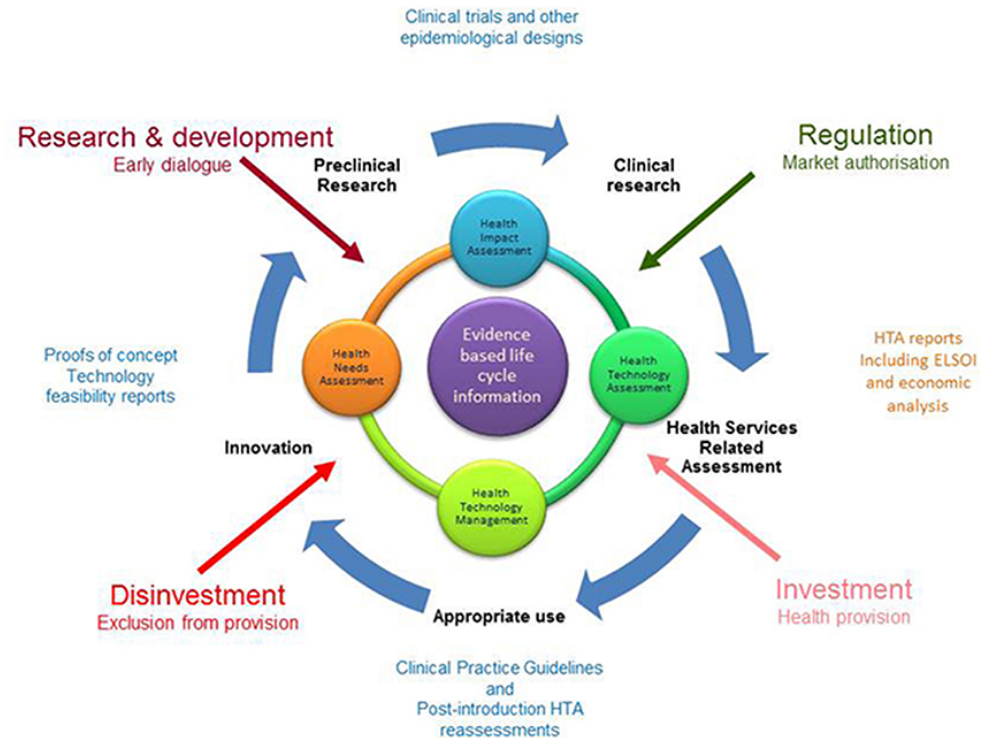 Clinical trials and other
epidemiological designs
Research & development
Early dialogue
Preclinical
Research
Clinical
research
Regulation
Market authorisation
Health
Impact
Assessment
Evidence
based life
cycle
information
Health
Needs
Assessment
Health
Technology
Assessment
Proofs of concept
Technology
feasibility reports
HTA reports
Including ELSOI
and economic
analysis
Innovation
Health Services
Related
Assessment
Health
Technology
Management
Disinvestment
Exclusion from provision
Appropriate use
Investment
Health provision
Clinical Practice Guidelines
and
Post-introduction HTA
reassessments